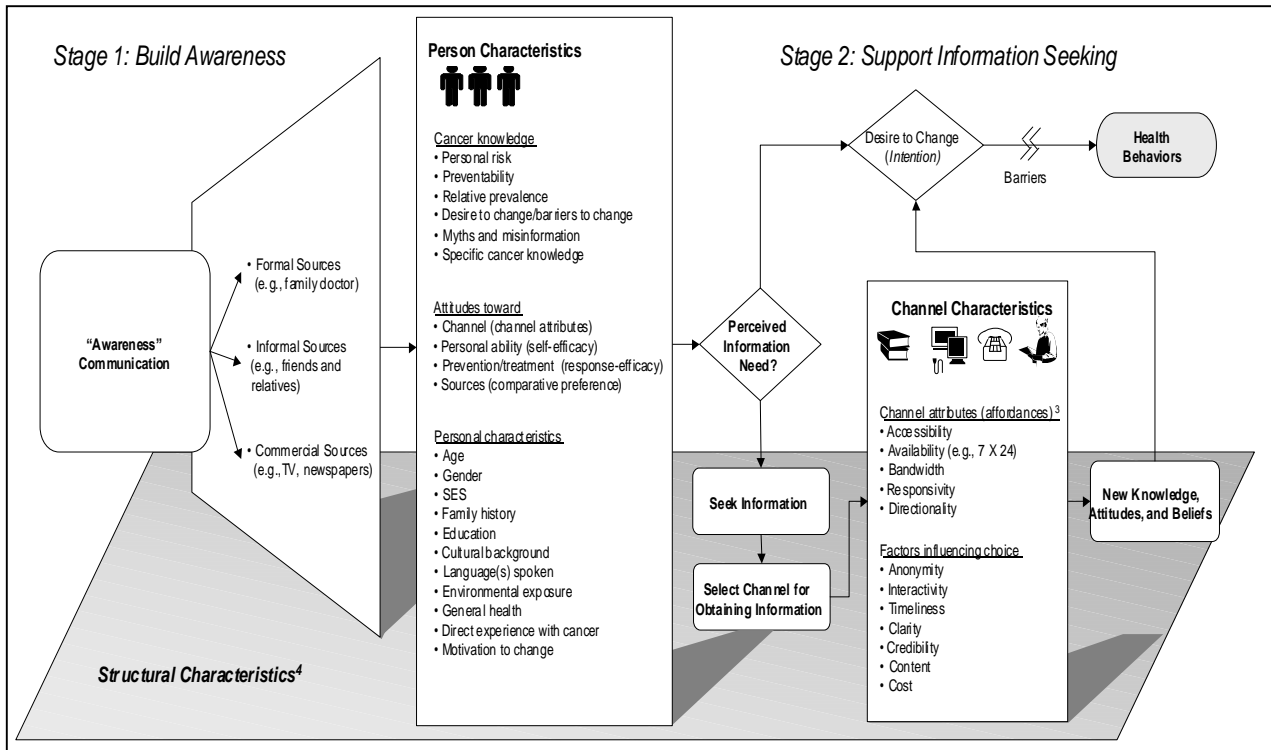 Stage 1: Build Awareness
“Awareness”
Communication
• Formal Sources
(e.g., family doctor)
• Informal Sources
(e.g., friends and
relatives)
• Commercial Sources
(e.g., TV, newspapers)
Structural Characteristics4
Person Characteristics
Cancer knowledge
• Personal risk
• Preventability
• Relative prevalence
• Desire to change/barriers to change
• Myths and misinformation
• Specific cancer knowledge
Attitudes toward
• Channel (channel attributes)
• Personal ability (self-efficacy)
• Prevention/treatment (response-efficacy)
• Sources (comparative preference)
Personal characteristics
• Age
• Gender
• SES
• Family history
• Education
• Cultural background
• Language(s) spoken
• Environmental exposure
• General health
• Direct experience with cancer
• Motivation to change
Stage 2: Support Information Seeking
Perceived
Information
Need?
Desire to Change
(Intention)
Barriers
Health
Behaviors
Seek Information
Select Channel for
Obtaining Information
Channel Characteristics
Channel attributes (affordances) 3
• Accessibility
• Availability (e.g., 7 X 24)
• Bandwidth
• Responsivity
• Directionality
Factors influencing choice
• Anonymity
• Interactivity
• Timeliness
• Clarity
• Credibility
• Content
• Cost
New Knowledge,
Attitudes, and Beliefs